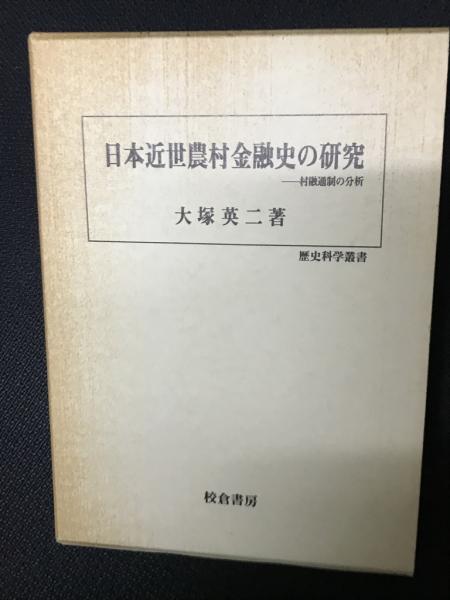 日本近世農村金融史の研究
──村融通制の分析
大塚英二著
歴史科学叢書
校倉書房